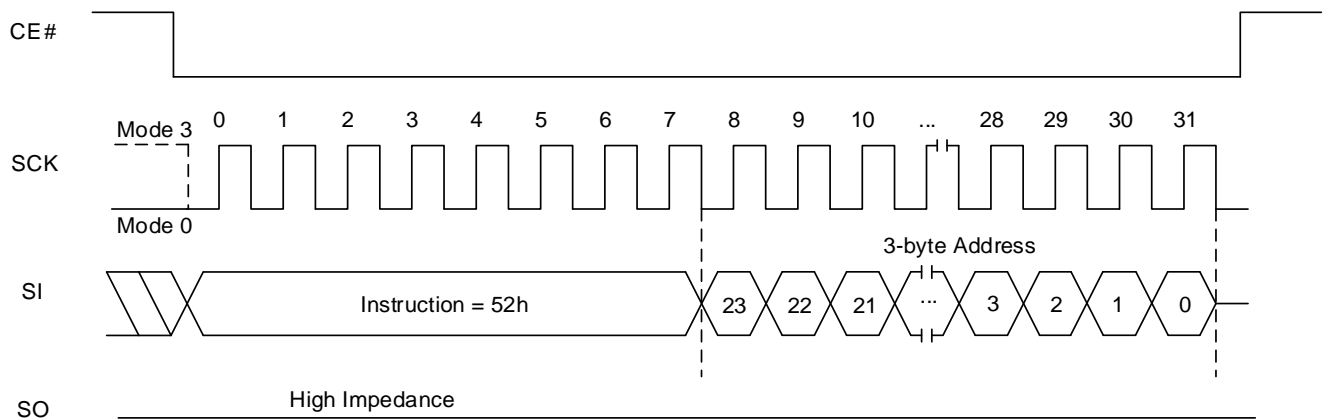 CE#
0 1 2 3 4 5 6 7 8 9 10 ... 28 29 30 31
Mode 3
SCK
Mode 0
3-byte Address
SI
Instruction = 52h 23 22 21 ... 3 2 1 0
High Impedance
SO